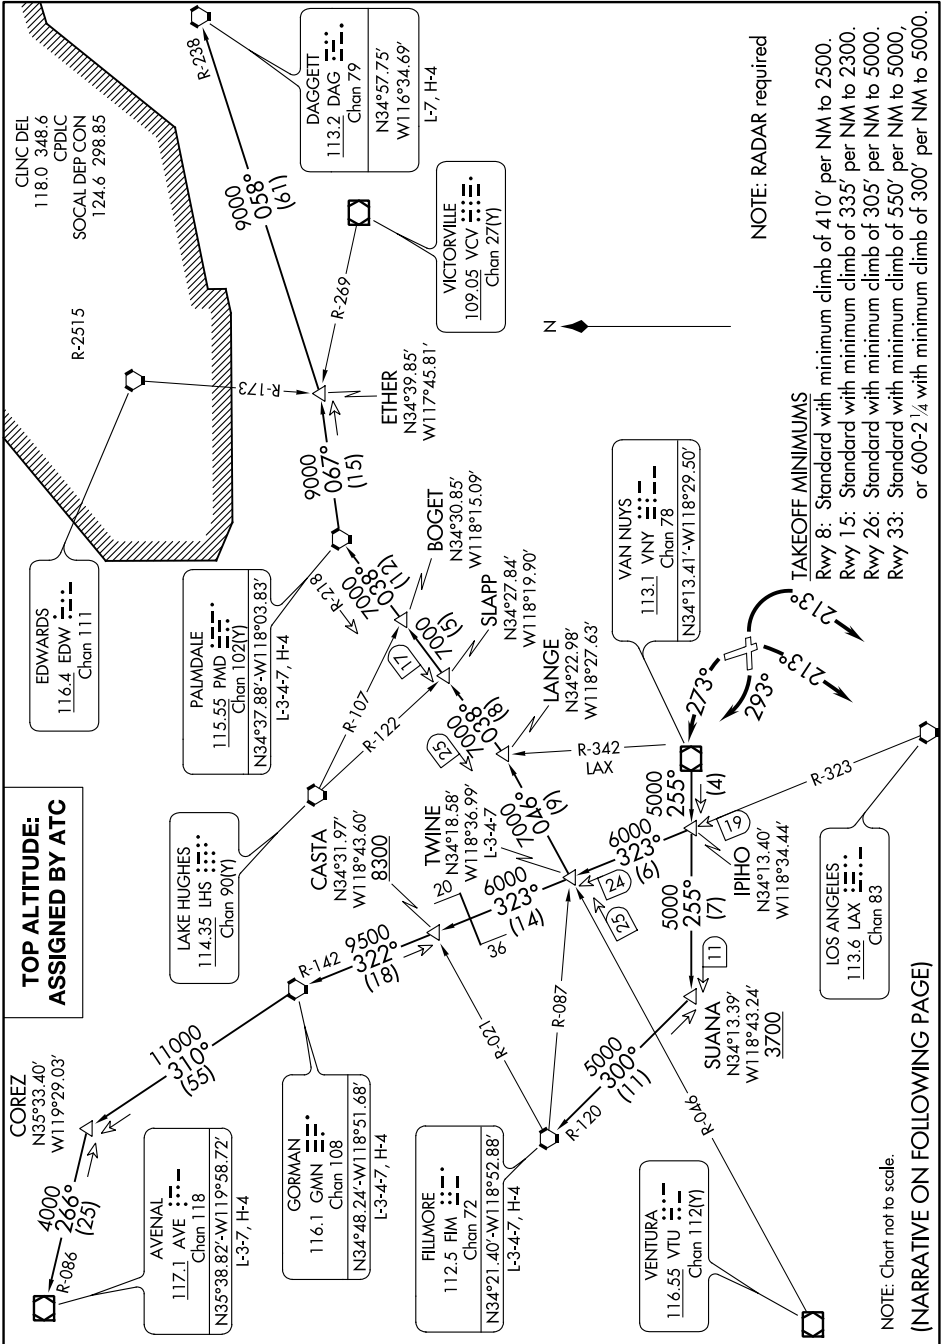 TOP ALTITUDE:
ASSIGNED BY ATC
CLNC DEL
118.0 348.6
CPDLC
SOCAL DEP CON
124.6 298.85
R-2515
COREZ
N35°33.40'
W119°29.03'
4000
266°
(25)
R-086
AVENAL
117.1 AVE
Chan 118
N35°38.82'-W119°58.72'
L-3-7, H-4
11000
310°
(55)
GORMAN
116.1 GMN
Chan 108
N34°48.24'-W118°51.68'
L-3-4-7, H-4
R-142
9500
322°
(18)
LAKE HUGHES
114.35 LHS
Chan 90(Y)
R-107
R-122
CASTA
N34°31.97'
W118°43.60'
8300
EDWARDS
116.4 EDW
Chan 111
R-173
PALMDALE
115.55 PMD
Chan 102(Y)
N34°37.88'-W118°03.83'
L-3-4-7, H-4
R-218
9000
067°
(15)
ETHER
N34°39.85'
W117°45.81'
9000
058°
(61)
R-238
DAGGETT
113.2 DAG
Chan 79
N34°57.75'
W116°34.69'
L-7, H-4
R-269
VICTORVILLE
109.05 VCV
Chan 27(Y)
7000
038°
(12)
BOGET
N34°30.85'
W118°15.09'
17
7000
(5)
SLAPP
N34°27.84'
W118°19.90'
7000
038°
(8)
25
LANGE
N34°22.98'
W118°27.63'
7000
046°
(9)
TWINE
N34°18.58'
W118°36.99'
L-3-4-7
20
36
6000
323°
(14)
R-021
R-087
FILLMORE
112.5 FIM
Chan 72
N34°21.40'-W118°52.88'
L-3-4-7, H-4
R-120
5000
300°
(11)
SUANA
N34°13.39'
W118°43.24'
3700
11
5000
255°
(7)
6000
323°
(6)
24
25
IPIHO
N34°13.40'
W118°34.44'
19
5000
255°
(4)
R-342
LAX
VAN NUYS
113.1 VNY
Chan 78
N34°13.41'-W118°29.50'
273°
293°
213°
213°
R-323
LOS ANGELES
113.6 LAX
Chan 83
R-046
VENTURA
116.55 VTU
Chan 112(Y)
N
NOTE: RADAR required
TAKEOFF MINIMUMS
Rwy 8: Standard with minimum climb of 410' per NM to 2500.
Rwy 15: Standard with minimum climb of 335' per NM to 2300.
Rwy 26: Standard with minimum climb of 305' per NM to 5000.
Rwy 33: Standard with minimum climb of 550' per NM to 5000,
or 600-2 ¼ with minimum climb of 300' per NM to 5000.
NOTE: Chart not to scale.
(NARRATIVE ON FOLLOWING PAGE)